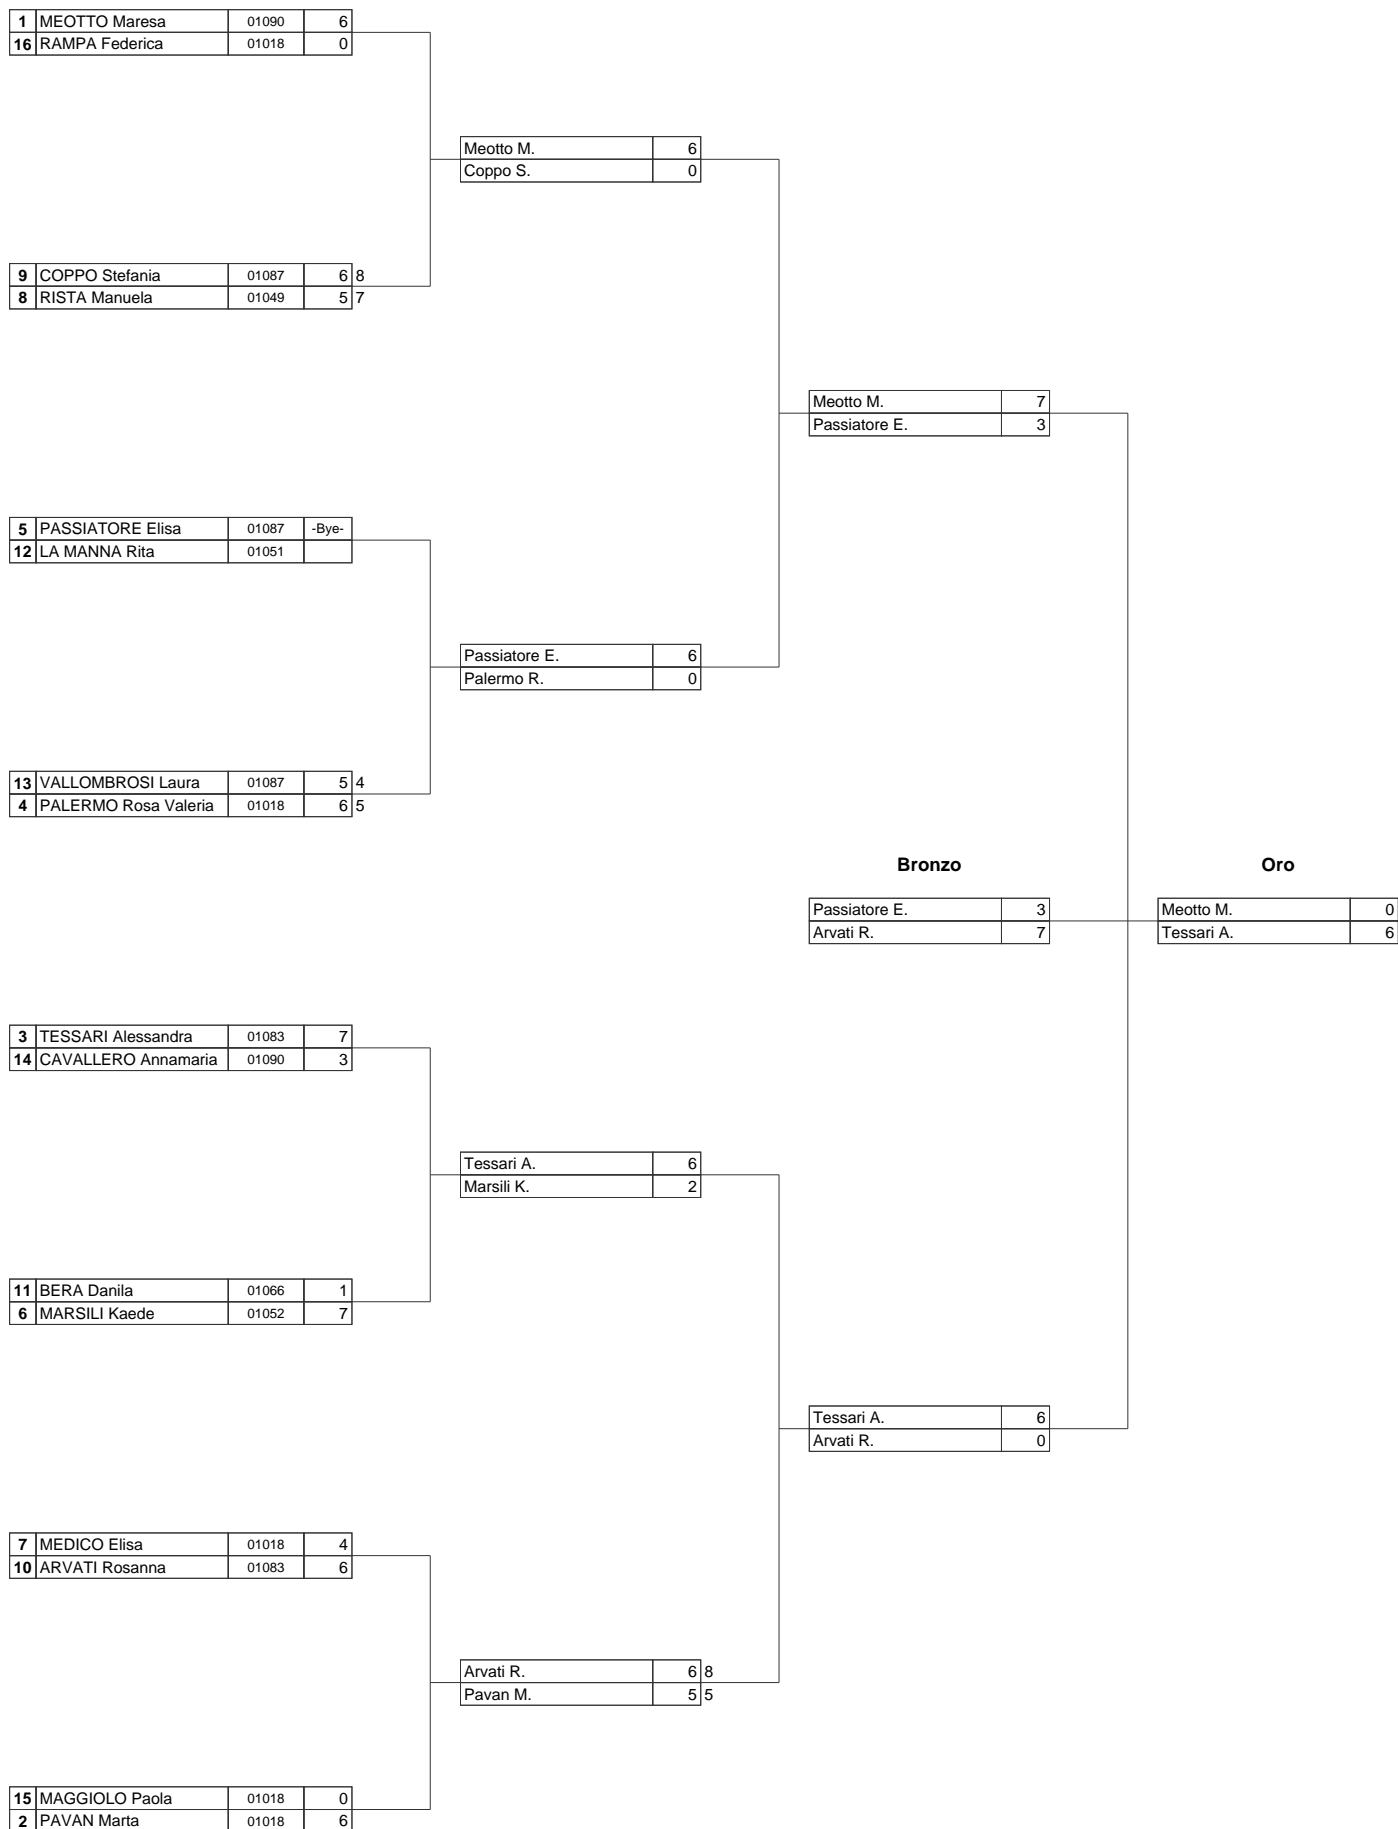 1 MEOTTO Maresa 01090 6
16 RAMPA Federica 01018 0
Meotto M. 6
Coppo S. 0
9 COPPO Stefania 01087 6 8
8 RISTA Manuela 01049 5 7
Meotto M. 7
Passiatore E. 3
5 PASSIATORE Elisa 01087 -Bye-
12 LA MANNA Rita 01051
Passiatore E. 6
Palermo R. 0
13 VALLOMBROSI Laura 01087 5 4
4 PALERMO Rosa Valeria 01018 6 5
Bronzo Oro
Passiatore E. 3 Meotto M. 0
Arvati R. 7 Tessari A. 6
3 TESSARI Alessandra 01083 7
14 CAVALLERO Annamaria 01090 3
Tessari A. 6
Marsili K. 2
11 BERA Danila 01066 1
6 MARSILI Kaede 01052 7
Tessari A. 6
Arvati R. 0
7 MEDICO Elisa 01018 4
10 ARVATI Rosanna 01083 6
Arvati R. 6 8
Pavan M. 5 5
15 MAGGIOLO Paola 01018 0
2 PAVAN Marta 01018 6